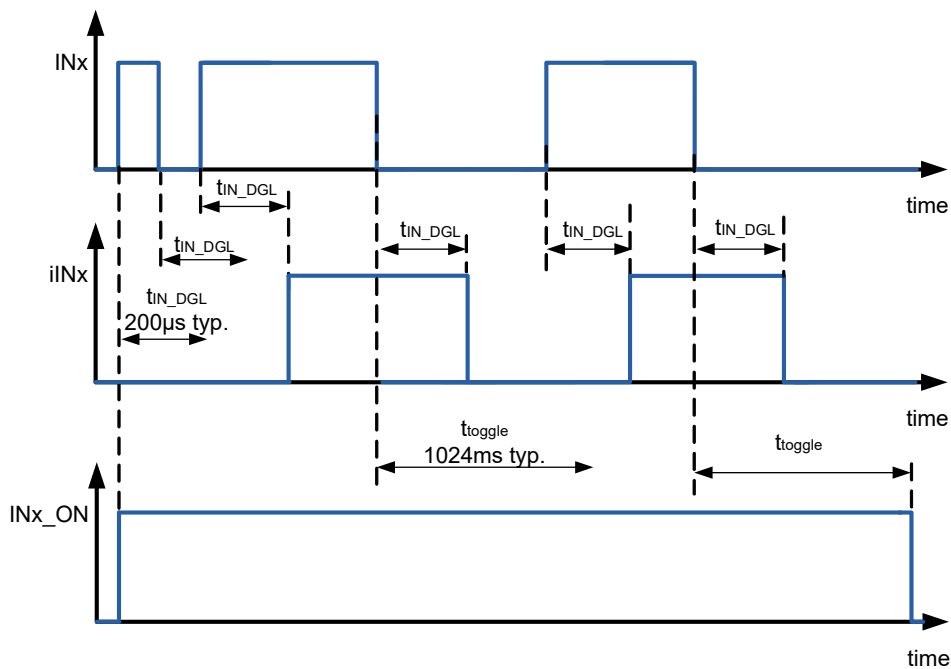 INx
time
tIN_DGL
tIN_DGL
tIN_DGL
tIN_DGL
tIN_DGL
iINx
tIN_DGL
200µs typ.
time
ttoggle
1024ms typ.
ttoggle
INx_ON
time